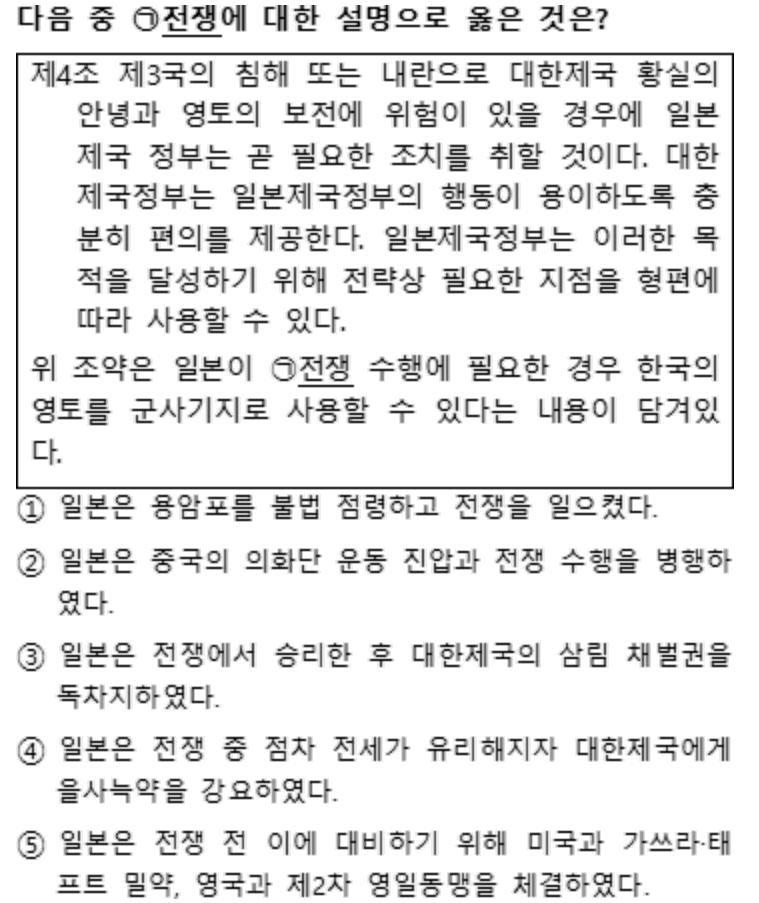 다음 중 ㉠전쟁에 대한 설명으로 옳은 것은?
제4조 제3국의 침해 또는 내란으로 대한제국 황실의
안녕과 영토의 보전에 위험이 있을 경우에 일본
제국 정부는 곧 필요한 조치를 취할 것이다. 대한
제국정부는 일본제국정부의 행동이 용이하도록 충
분히 편의를 제공한다. 일본제국정부는 이러한 목
적을 달성하기 위해 전략상 필요한 지점을 형편에
따라 사용할 수 있다.
위 조약은 일본이 ㉠전쟁 수행에 필요한 경우 한국의
영토를 군사기지로 사용할 수 있다는 내용이 담겨있
다.
① 일본은 용암포를 불법 점령하고 전쟁을 일으켰다.
② 일본은 중국의 의화단 운동 진압과 전쟁 수행을 병행하
였다.
③ 일본은 전쟁에서 승리한 후 대한제국의 삼림 채벌권을
독차지하였다.
④ 일본은 전쟁 중 점차 전세가 유리해지자 대한제국에게
을사늑약을 강요하였다.
⑤ 일본은 전쟁 전 이에 대비하기 위해 미국과 가쓰라·태
프트 밀약, 영국과 제2차 영일동맹을 체결하였다.